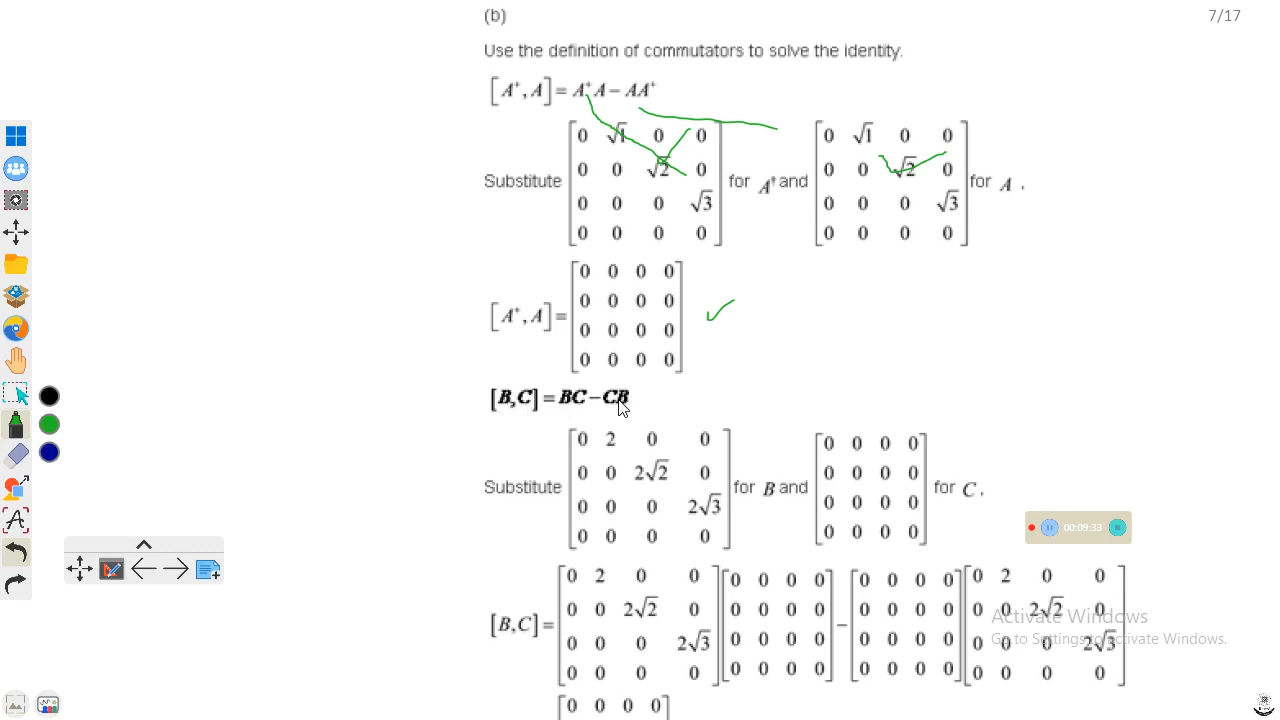 (b)
7/17
Use the definition of commutators to solve the identity.
[A⁺, A] = A⁺A − AA⁺
Substitute [0 √1 0 0; 0 0 √2 0; 0 0 0 √3; 0 0 0 0] for A† and [0 √1 0 0; 0 0 √2 0; 0 0 0 √3; 0 0 0 0] for A .
[A⁺, A] = [0 0 0 0; 0 0 0 0; 0 0 0 0; 0 0 0 0]
[B,C] = BC − CB
Substitute [0 2 0 0; 0 0 2√2 0; 0 0 0 2√3; 0 0 0 0] for B and [0 0 0 0; 0 0 0 0; 0 0 0 0; 0 0 0 0] for C .
00:09:33
[B,C] = [0 2 0 0; 0 0 2√2 0; 0 0 0 2√3; 0 0 0 0] [0 0 0 0; 0 0 0 0; 0 0 0 0; 0 0 0 0] − [0 0 0 0; 0 0 0 0; 0 0 0 0; 0 0 0 0] [0 2 0 0; 0 0 2√2 0; 0 0 0 2√3; 0 0 0 0]
Activate Windows
Go to Settings to activate Windows.
[0 0 0 0]